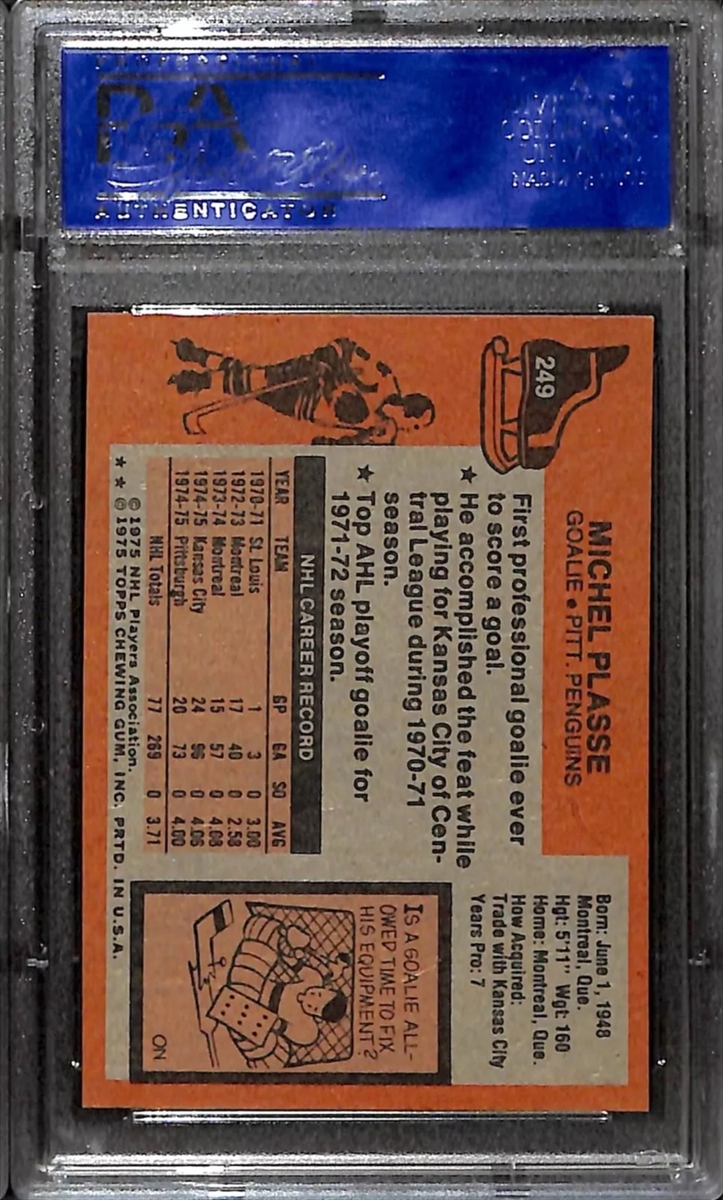 PROFESSIONAL
PSA
AUTHENTICATOR
A
DIVISION OF
COLLECTORS
UNIVERSE
249
MICHEL PLASSE
GOALIE • PITT. PENGUINS
First professional goalie ever
to score a goal.
★ He accomplished the feat while
playing for Kansas City of Cen-
tral League during 1970-71
season.
★ Top AHL playoff goalie for
1971-72 season.
Born: June 1, 1948
Montreal, Que.
Hgt: 5'11" Wgt: 160
Home: Montreal, Que.
How Acquired:
Trade with Kansas City
Years Pro: 7
NHL CAREER RECORD
YEAR TEAM GP GA SO AVG
1970-71 St. Louis 1 3 0 3.00
1972-73 Montreal 17 40 0 2.58
1973-74 Montreal 15 57 0 4.08
1974-75 Kansas City 24 96 0 4.06
1974-75 Pittsburgh 20 73 0 4.00
NHL Totals 77 269 0 3.71
IS A GOALIE ALL-
OWED TIME TO FIX
HIS EQUIPMENT?
NO
★ © 1975 NHL Players Association.
★ © 1975 TOPPS CHEWING GUM, INC. PRTD. IN U.S.A.